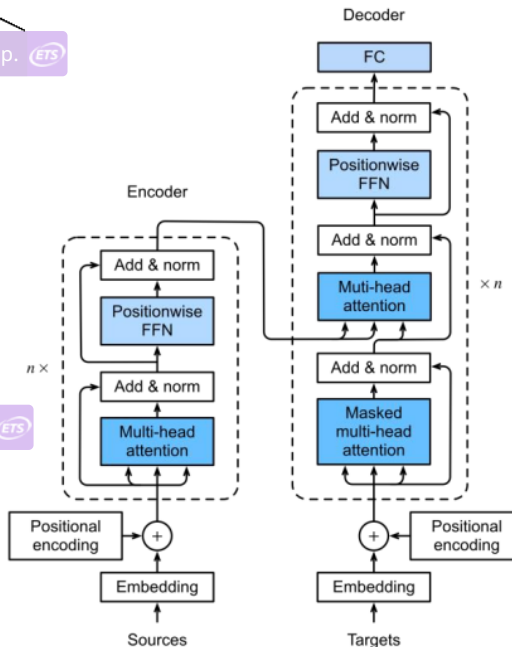 Decoder
p. ETS
FC
Add & norm
Positionwise
FFN
Encoder
Add & norm
Add & norm
Muti-head
attention
× n
Positionwise
FFN
n ×
Add & norm
Add & norm
ETS
Multi-head
attention
Masked
multi-head
attention
Positional
encoding
+
+
Positional
encoding
Embedding
Embedding
Sources
Targets